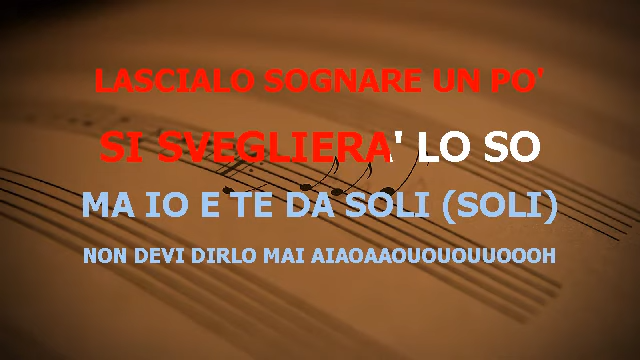 LASCIALO SOGNARE UN PO'
SI SVEGLIERA' LO SO
MA IO E TE DA SOLI (SOLI)
NON DEVI DIRLO MAI AIAOAAOUOUOUUOOOH